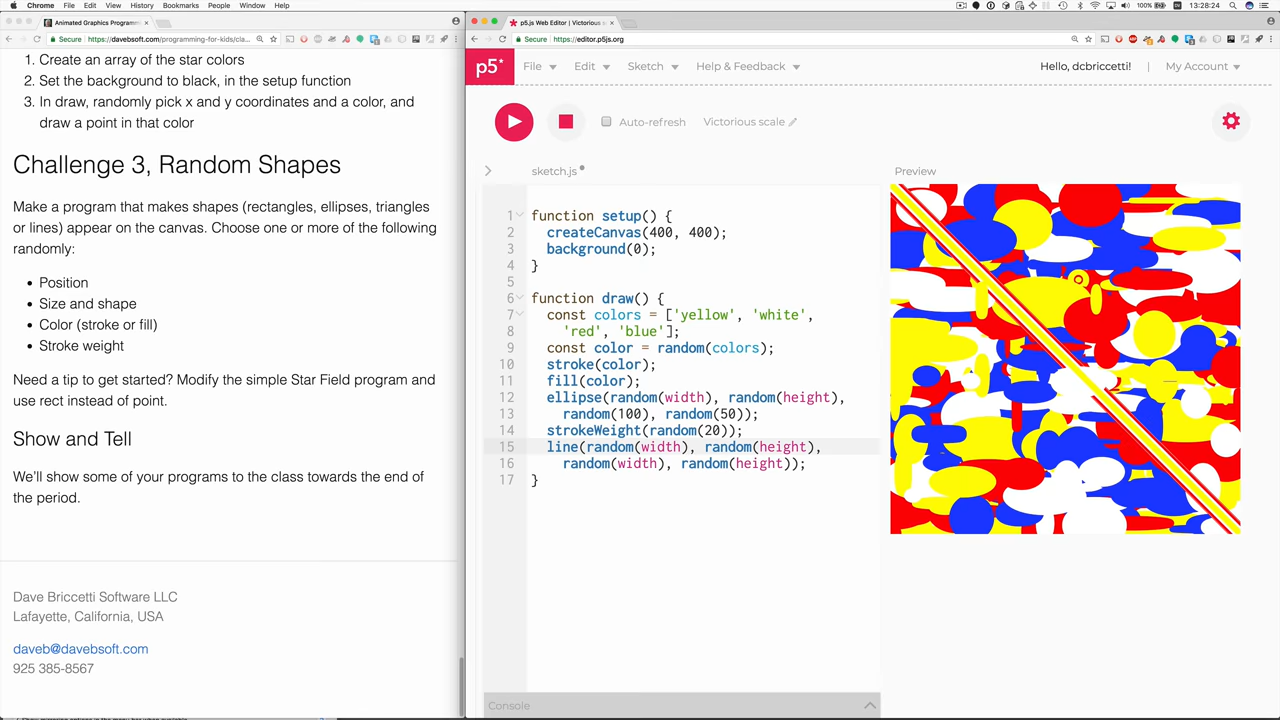 Chrome File Edit View History Bookmarks People Window Help 100% 13:28:24
Animated Graphics Programm
Secure https://davebsoft.com/programming-for-kids/cla
1. Create an array of the star colors
2. Set the background to black, in the setup function
3. In draw, randomly pick x and y coordinates and a color, and
draw a point in that color
Challenge 3, Random Shapes
Make a program that makes shapes (rectangles, ellipses, triangles
or lines) appear on the canvas. Choose one or more of the following
randomly:
• Position
• Size and shape
• Color (stroke or fill)
• Stroke weight
Need a tip to get started? Modify the simple Star Field program and
use rect instead of point.
Show and Tell
We'll show some of your programs to the class towards the end of
the period.
Dave Briccetti Software LLC
Lafayette, California, USA
daveb@davebsoft.com
925 385-8567
p5.js Web Editor | Victorious s
Secure https://editor.p5js.org
p5* File Edit Sketch Help & Feedback Hello, dcbriccetti! | My Account
Auto-refresh Victorious scale
sketch.js
Preview
1 function setup() {
2 createCanvas(400, 400);
3 background(0);
4 }
5
6 function draw() {
7 const colors = ['yellow', 'white',
8 'red', 'blue'];
9 const color = random(colors);
10 stroke(color);
11 fill(color);
12 ellipse(random(width), random(height),
13 random(100), random(50));
14 strokeWeight(random(20));
15 line(random(width), random(height),
16 random(width), random(height));
17 }
Console